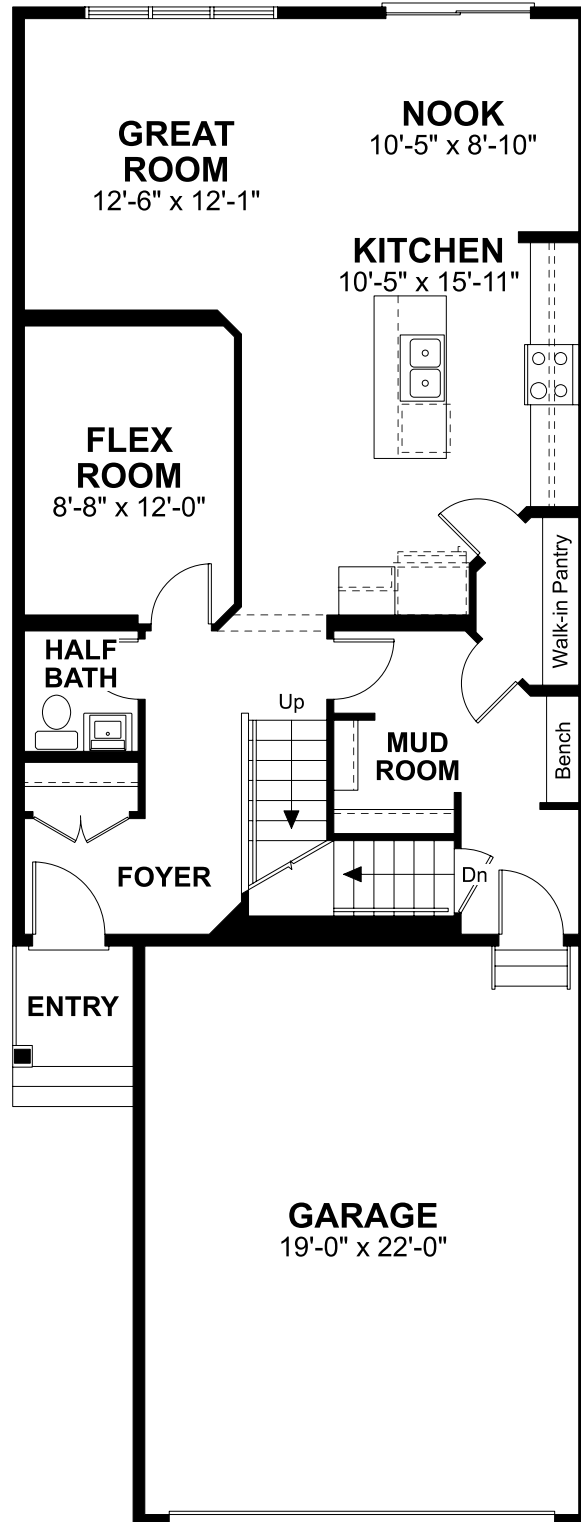 GREAT
ROOM
12'-6" x 12'-1"
NOOK
10'-5" x 8'-10"
KITCHEN
10'-5" x 15'-11"
FLEX
ROOM
8'-8" x 12'-0"
Walk-in Pantry
HALF
BATH
Up
MUD
ROOM
Bench
FOYER
Dn
ENTRY
GARAGE
19'-0" x 22'-0"